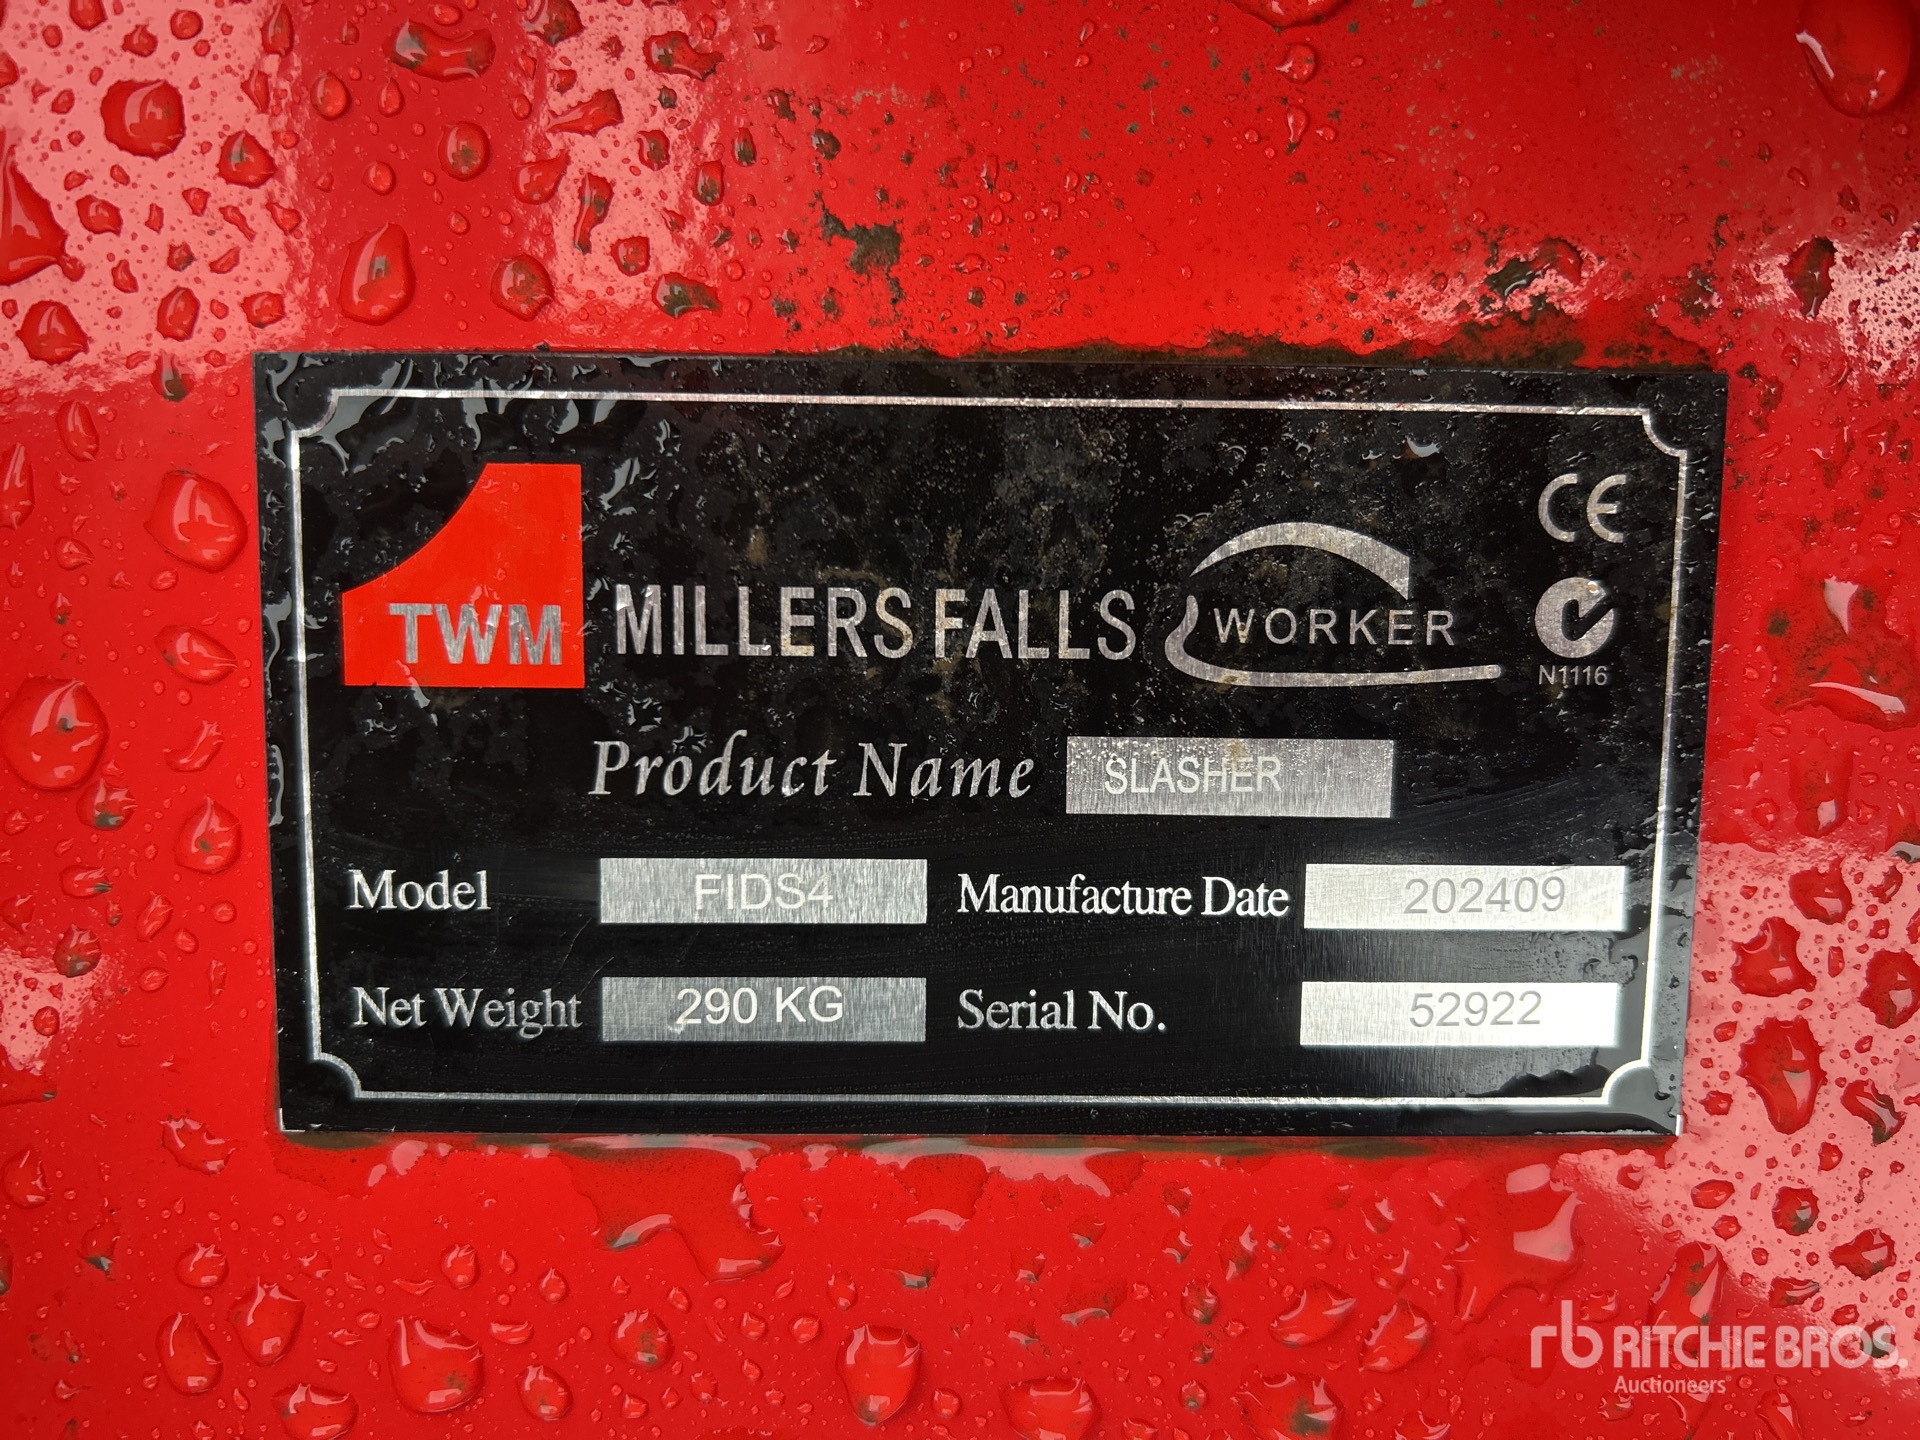 CE
TWM MILLERS FALLS WORKER
N1116
Product Name SLASHER
Model FIDS4 Manufacture Date 202409
Net Weight 290 KG Serial No. 52922
rb RITCHIE BROS.
Auctioneers